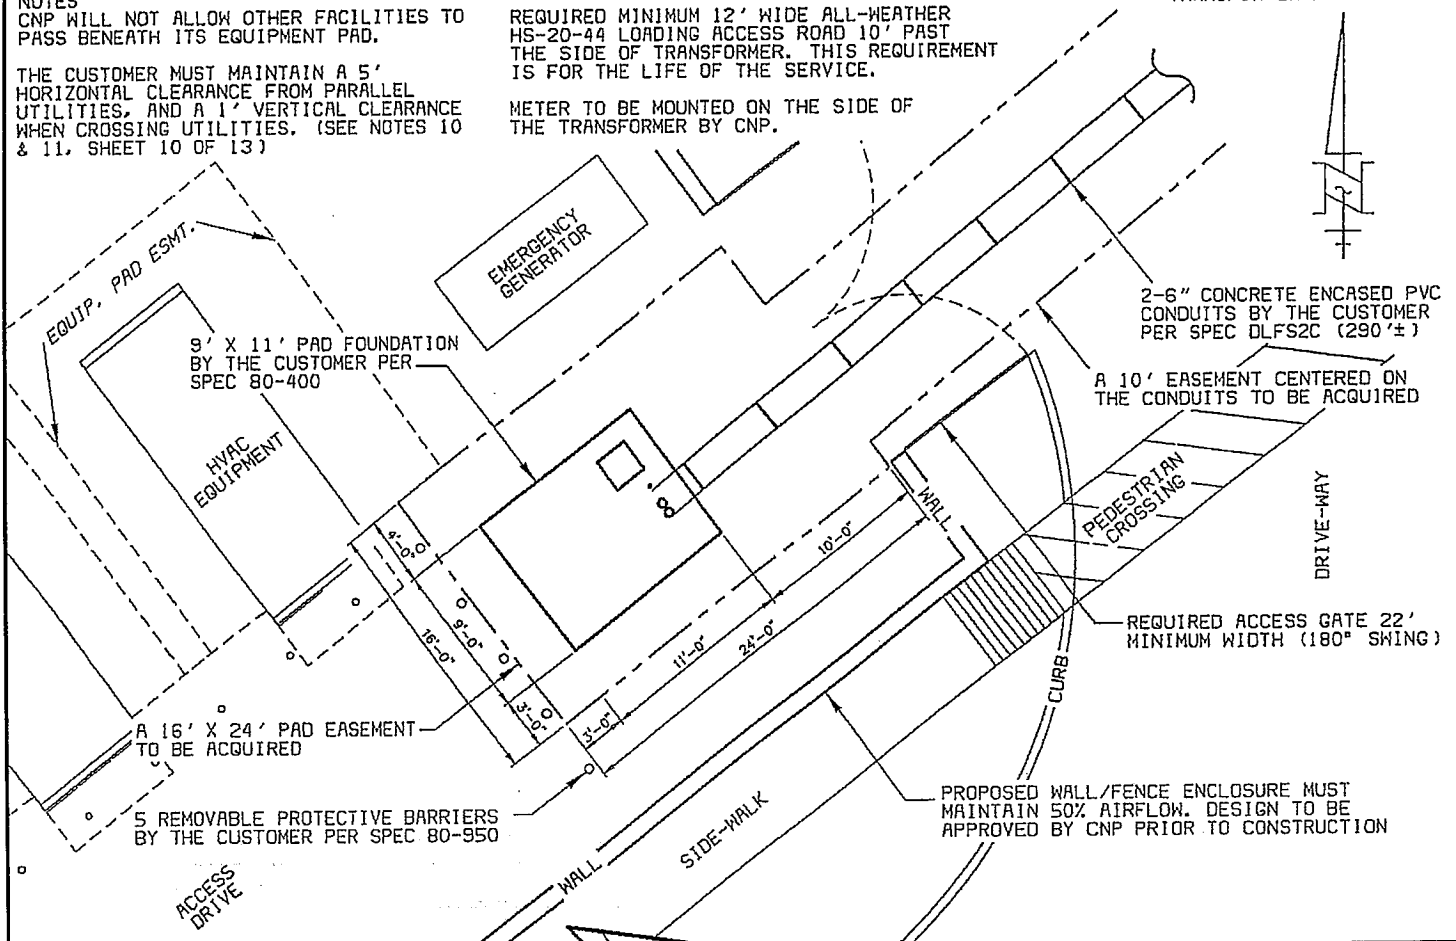 NOTES
CNP WILL NOT ALLOW OTHER FACILITIES TO
PASS BENEATH ITS EQUIPMENT PAD.
THE CUSTOMER MUST MAINTAIN A 5'
HORIZONTAL CLEARANCE FROM PARALLEL
UTILITIES, AND A 1' VERTICAL CLEARANCE
WHEN CROSSING UTILITIES. (SEE NOTES 10
& 11, SHEET 10 OF 13)
REQUIRED MINIMUM 12' WIDE ALL-WEATHER
HS-20-44 LOADING ACCESS ROAD 10' PAST
THE SIDE OF TRANSFORMER. THIS REQUIREMENT
IS FOR THE LIFE OF THE SERVICE.
METER TO BE MOUNTED ON THE SIDE OF
THE TRANSFORMER BY CNP.
N
EQUIP. PAD ESMT.
EMERGENCY
GENERATOR
2-6" CONCRETE ENCASED PVC
CONDUITS BY THE CUSTOMER
PER SPEC DLFS2C (290'±)
9' X 11' PAD FOUNDATION
BY THE CUSTOMER PER
SPEC 80-400
A 10' EASEMENT CENTERED ON
THE CONDUITS TO BE ACQUIRED
HVAC
EQUIPMENT
WALL
PEDESTRIAN
CROSSING
DRIVE-WAY
4'-0"
9'-0"
16'-0"
3'-0"
3'-0"
11'-0"
10'-0"
24'-0"
REQUIRED ACCESS GATE 22'
MINIMUM WIDTH (180° SWING)
CURB
A 16' X 24' PAD EASEMENT
TO BE ACQUIRED
5 REMOVABLE PROTECTIVE BARRIERS
BY THE CUSTOMER PER SPEC 80-950
PROPOSED WALL/FENCE ENCLOSURE MUST
MAINTAIN 50% AIRFLOW. DESIGN TO BE
APPROVED BY CNP PRIOR TO CONSTRUCTION
SIDE-WALK
WALL
ACCESS
DRIVE